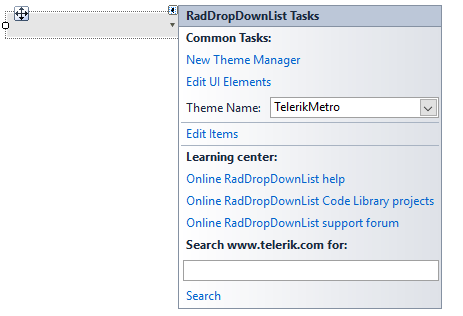 RadDropDownList Tasks
Common Tasks:
New Theme Manager
Edit UI Elements
Theme Name: TelerikMetro
Edit Items
Learning center:
Online RadDropDownList help
Online RadDropDownList Code Library projects
Online RadDropDownList support forum
Search www.telerik.com for:
Search